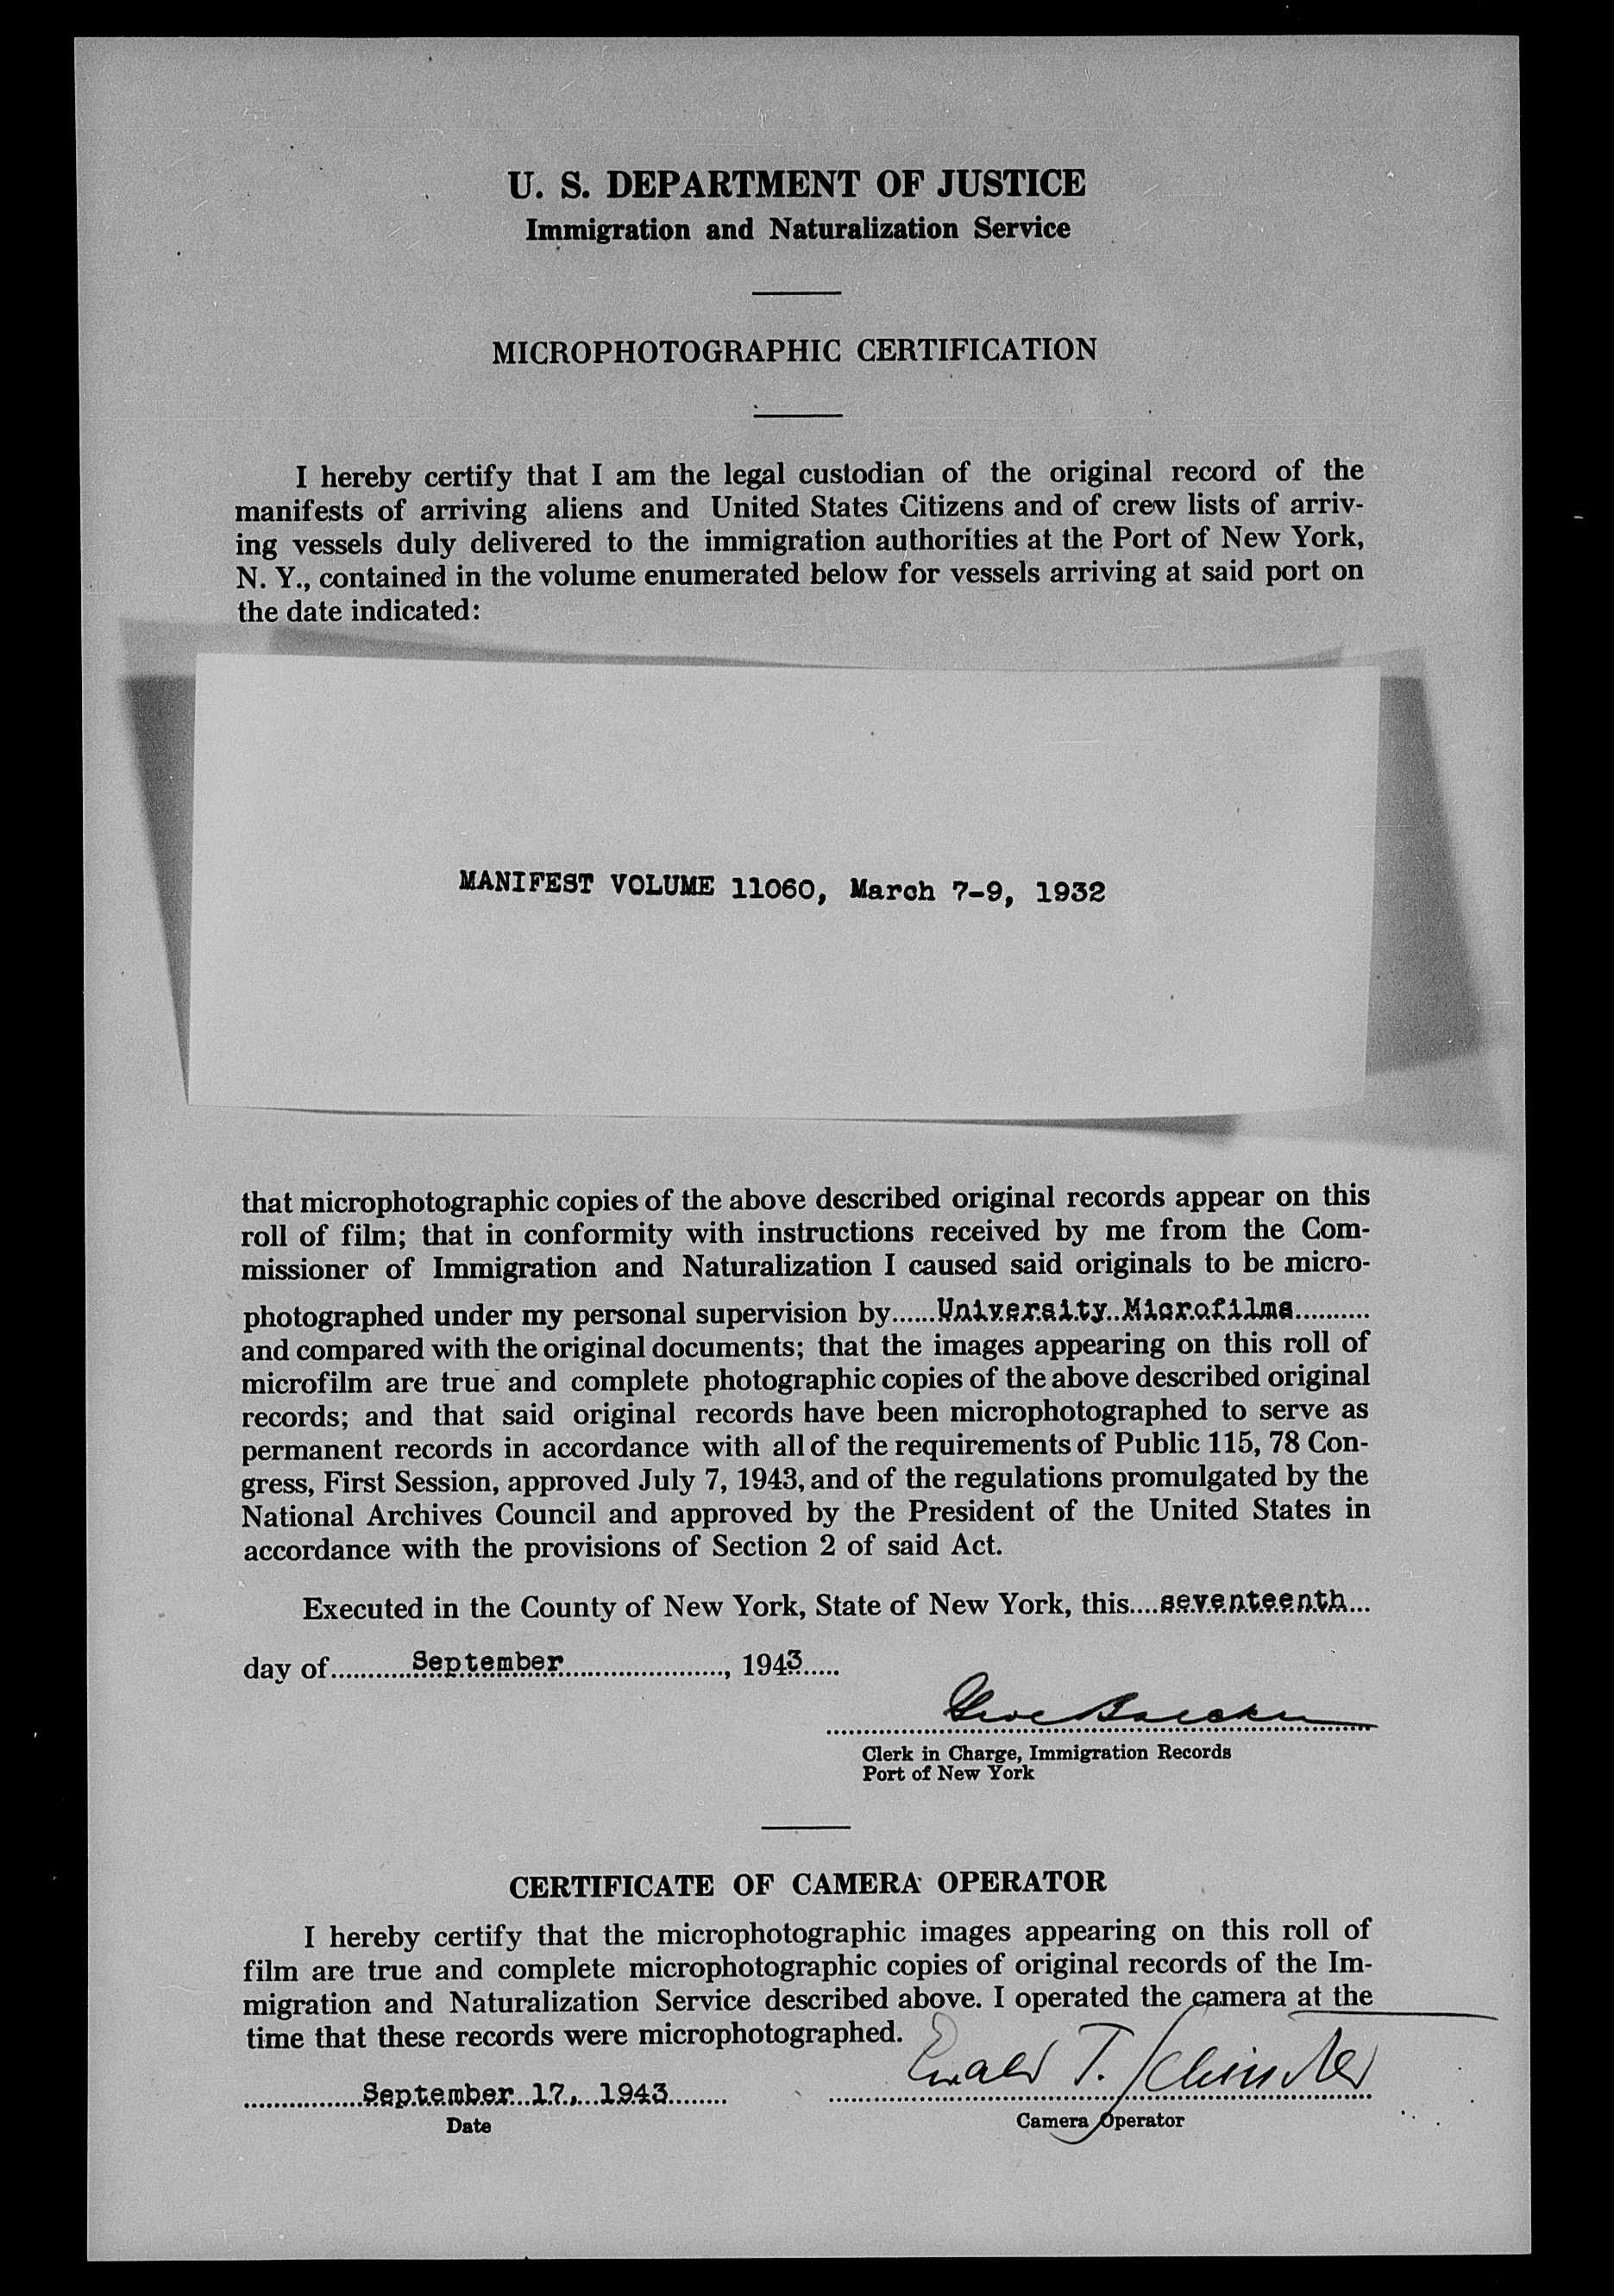 U. S. DEPARTMENT OF JUSTICE
Immigration and Naturalization Service
MICROPHOTOGRAPHIC CERTIFICATION
I hereby certify that I am the legal custodian of the original record of the
manifests of arriving aliens and United States Citizens and of crew lists of arriv-
ing vessels duly delivered to the immigration authorities at the Port of New York,
N. Y., contained in the volume enumerated below for vessels arriving at said port on
the date indicated:
MANIFEST VOLUME 11060, March 7-9, 1932
that microphotographic copies of the above described original records appear on this
roll of film; that in conformity with instructions received by me from the Com-
missioner of Immigration and Naturalization I caused said originals to be micro-
photographed under my personal supervision by......University Microfilms..........
and compared with the original documents; that the images appearing on this roll of
microfilm are true and complete photographic copies of the above described original
records; and that said original records have been microphotographed to serve as
permanent records in accordance with all of the requirements of Public 115, 78 Con-
gress, First Session, approved July 7, 1943, and of the regulations promulgated by the
National Archives Council and approved by the President of the United States in
accordance with the provisions of Section 2 of said Act.
Executed in the County of New York, State of New York, this....seventeenth...
day of...........September......................, 1943.....
Clerk in Charge, Immigration Records
Port of New York
CERTIFICATE OF CAMERA OPERATOR
I hereby certify that the microphotographic images appearing on this roll of
film are true and complete microphotographic copies of original records of the Im-
migration and Naturalization Service described above. I operated the camera at the
time that these records were microphotographed.
Ewald T.
................September 17, 1943........
Date
Camera Operator